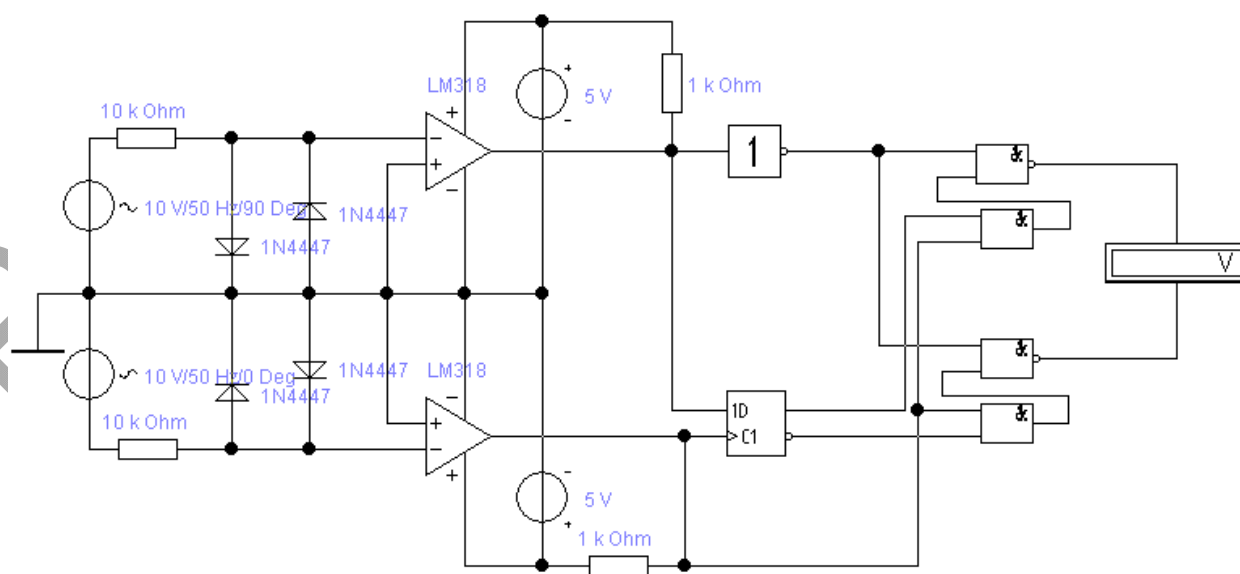 LM318
5 V
1 k Ohm
10 k Ohm
1
&
10 V/50 Hz/90 Deg
1N4447
&
1N4447
V
1N4447
LM318
10 V/50 Hz/0 Deg
1N4447
&
10 k Ohm
1D
&
C1
5 V
1 k Ohm